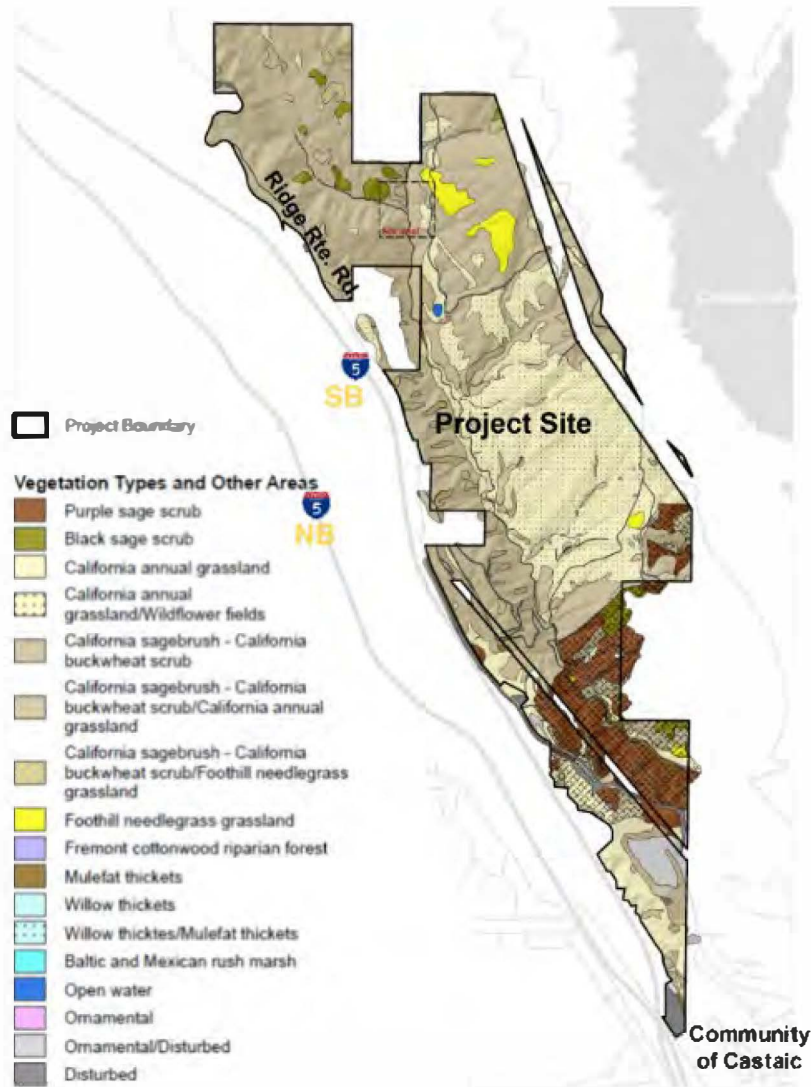 Ridge Rte. Rd.
5
SB
Project Site
Project Boundary
Vegetation Types and Other Areas
5
NB
Purple sage scrub
Black sage scrub
California annual grassland
California annual
grassland/Wildflower fields
California sagebrush - California
buckwheat scrub
California sagebrush - California
buckwheat scrub/California annual
grassland
California sagebrush - California
buckwheat scrub/Foothill needlegrass
grassland
Foothill needlegrass grassland
Fremont cottonwood riparian forest
Mulefat thickets
Willow thickets
Willow thicktes/Mulefat thickets
Baltic and Mexican rush marsh
Open water
Ornamental
Ornamental/Disturbed
Disturbed
Community
of Castaic